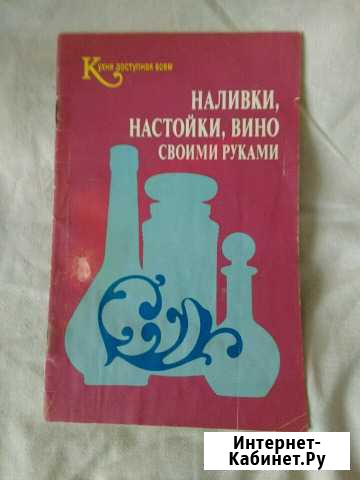 Кухня доступная всем
НАЛИВКИ,
НАСТОЙКИ, ВИНО
СВОИМИ РУКАМИ
Интернет-
Кабинет.Ру